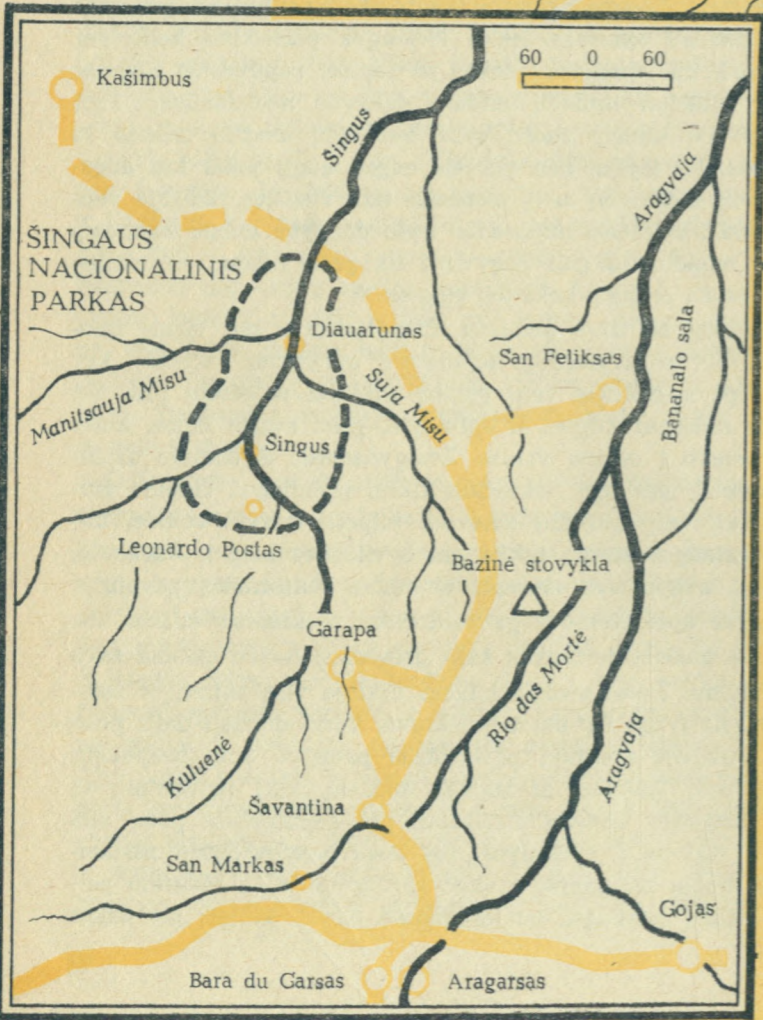 60 0 60
Kašimbus
Šingus
Aragvaja
ŠINGAUS
NACIONALINIS
PARKAS
Diauarunas
San Feliksas
Bananalo sala
Manitsauja Misu
Suja Misu
Šingus
Leonardo Postas
Bazinė stovykla
Garapa
Rio das Mortė
Kuluenė
Aragvaja
Šavantina
San Markas
Gojas
Bara du Garsas
Aragarsas